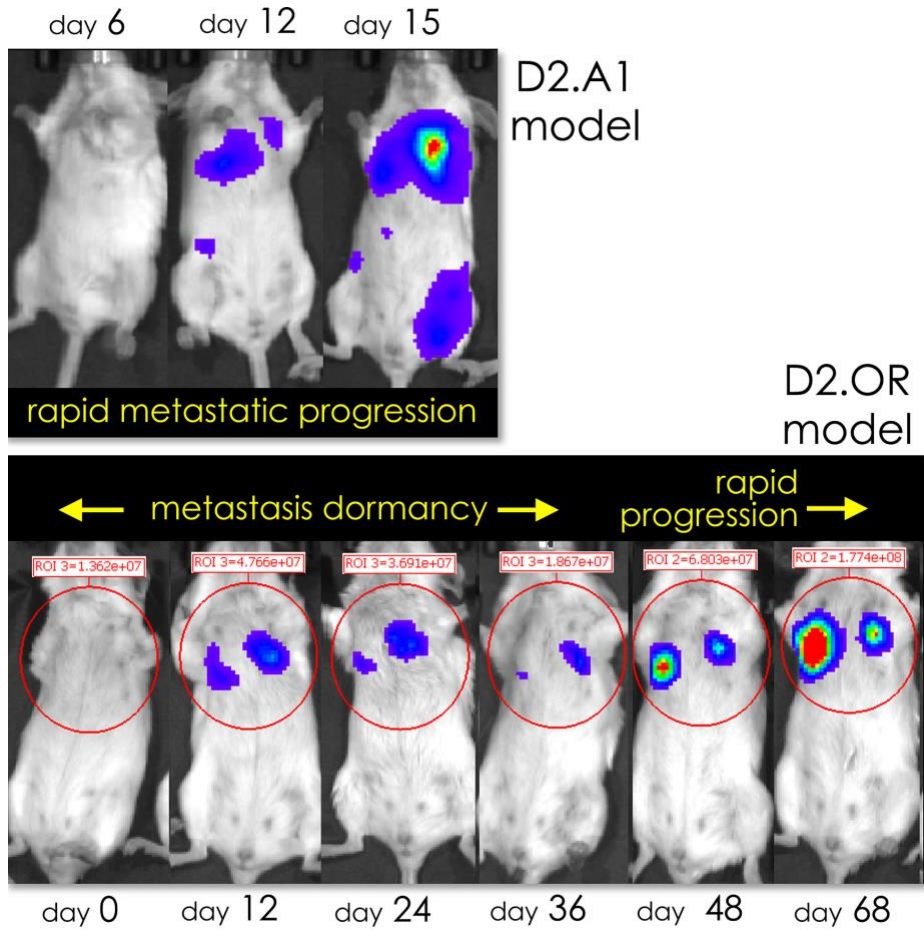 day 6
day 12
day 15
D2.A1
model
rapid metastatic progression
D2.OR
model
metastasis dormancy
rapid
progression
ROI 3=1.362e+07
ROI 3=4.766e+07
ROI 3=3.691e+07
ROI 3=1.867e+07
ROI 2=6.803e+07
ROI 2=1.774e+08
day 0
day 12
day 24
day 36
day 48
day 68